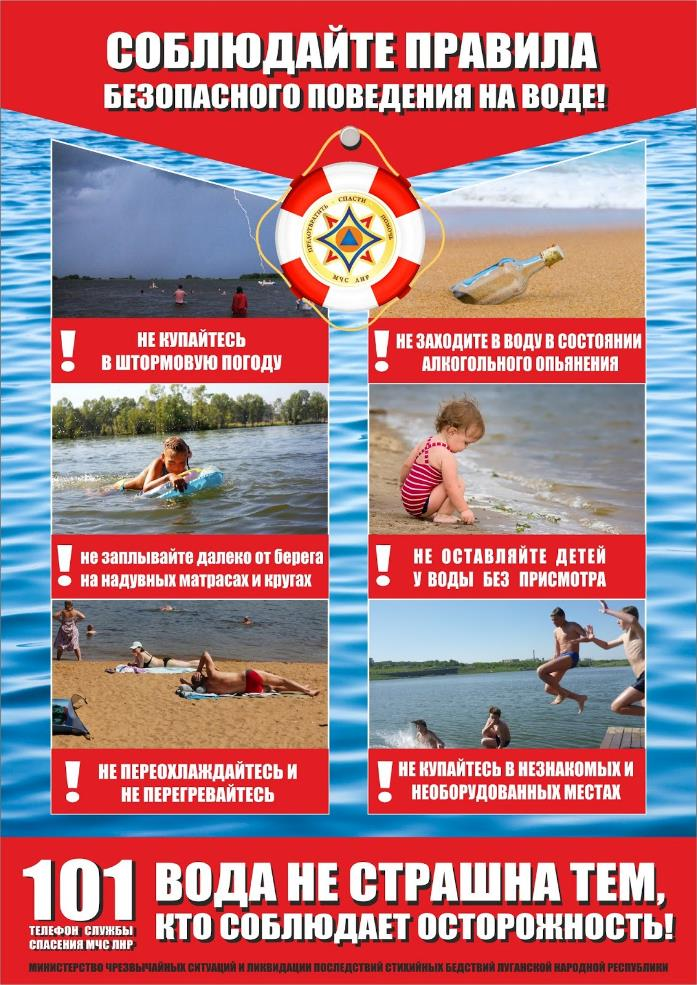 СОБЛЮДАЙТЕ ПРАВИЛА
БЕЗОПАСНОГО ПОВЕДЕНИЯ НА ВОДЕ!
ПРЕДОТВРАТИТЬ · СПАСТИ · ПОМОЧЬ
МЧС ЛНР
! НЕ КУПАЙТЕСЬ
В ШТОРМОВУЮ ПОГОДУ
! НЕ ЗАХОДИТЕ В ВОДУ В СОСТОЯНИИ
АЛКОГОЛЬНОГО ОПЬЯНЕНИЯ
! не заплывайте далеко от берега
на надувных матрасах и кругах
! НЕ ОСТАВЛЯЙТЕ ДЕТЕЙ
У ВОДЫ БЕЗ ПРИСМОТРА
! НЕ ПЕРЕОХЛАЖДАЙТЕСЬ И
НЕ ПЕРЕГРЕВАЙТЕСЬ
! НЕ КУПАЙТЕСЬ В НЕЗНАКОМЫХ И
НЕОБОРУДОВАННЫХ МЕСТАХ
101
ТЕЛЕФОН СЛУЖБЫ
СПАСЕНИЯ МЧС ЛНР
ВОДА НЕ СТРАШНА ТЕМ,
КТО СОБЛЮДАЕТ ОСТОРОЖНОСТЬ!
МИНИСТЕРСТВО ЧРЕЗВЫЧАЙНЫХ СИТУАЦИЙ И ЛИКВИДАЦИИ ПОСЛЕДСТВИЙ СТИХИЙНЫХ БЕДСТВИЙ ЛУГАНСКОЙ НАРОДНОЙ РЕСПУБЛИКИ